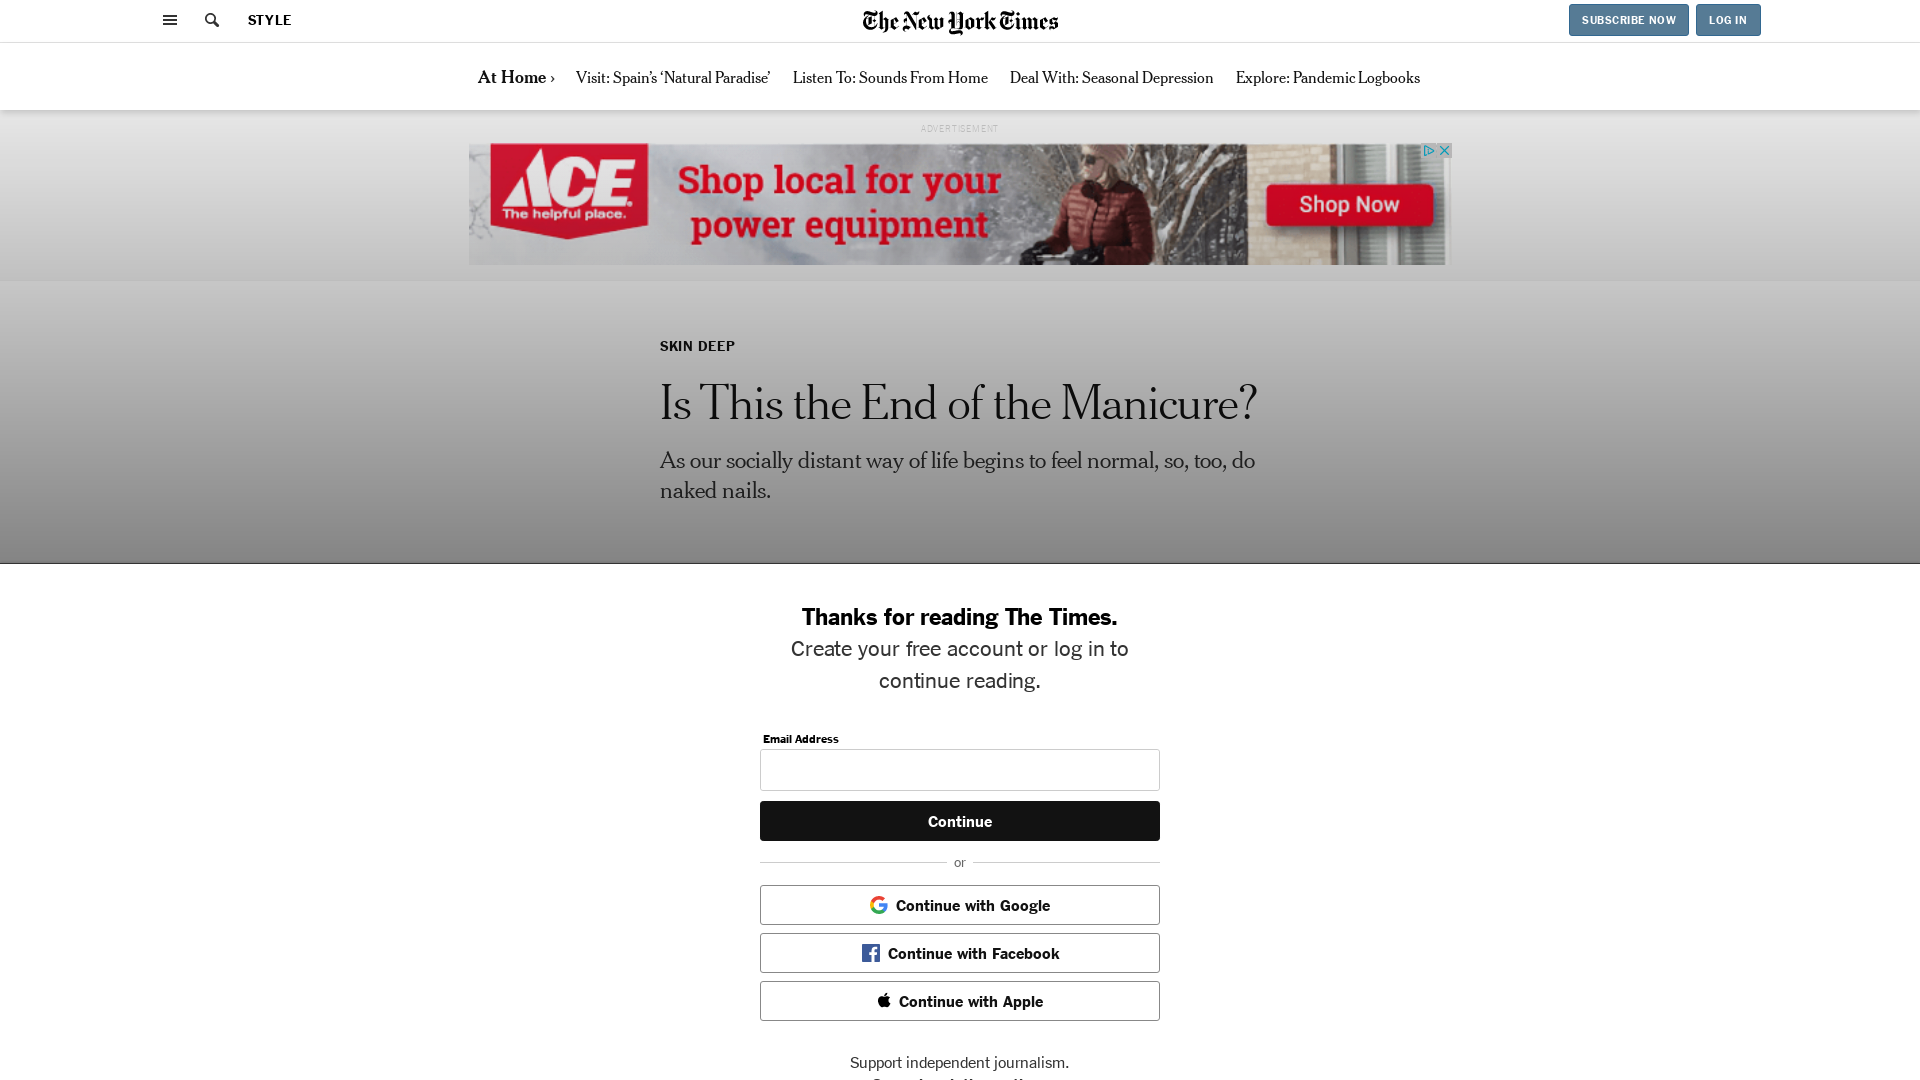 STYLE
The New York Times
SUBSCRIBE NOW
LOG IN
At Home ›
Visit: Spain's ‘Natural Paradise’
Listen To: Sounds From Home
Deal With: Seasonal Depression
Explore: Pandemic Logbooks
ADVERTISEMENT
ACE
The helpful place.
Shop local for your
power equipment
Shop Now
SKIN DEEP
Is This the End of the Manicure?
As our socially distant way of life begins to feel normal, so, too, do
naked nails.
Thanks for reading The Times.
Create your free account or log in to
continue reading.
Email Address
Continue
or
Continue with Google
Continue with Facebook
Continue with Apple
Support independent journalism.